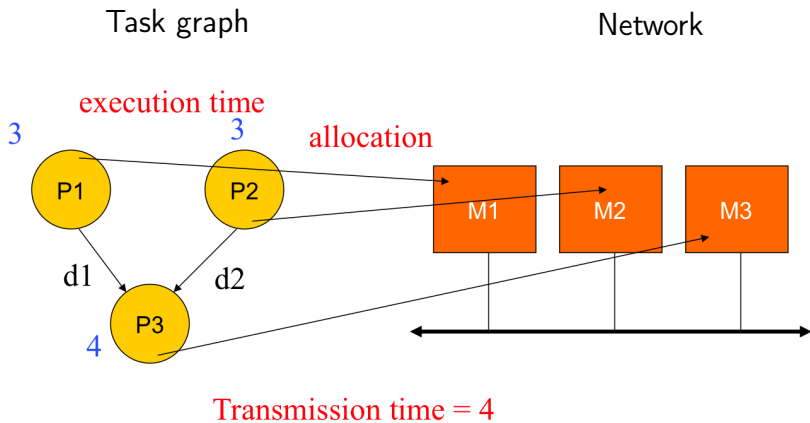 Task graph
Network
execution time
3
3
allocation
P1
P2
M1
M2
M3
d1
d2
P3
4
Transmission time = 4